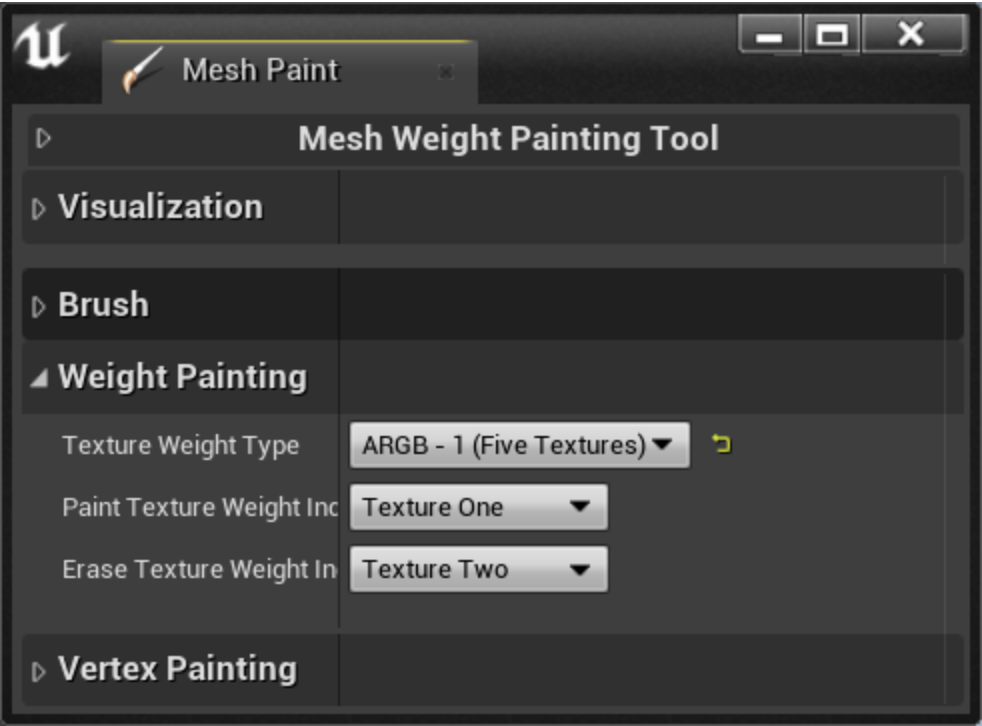 Mesh Paint
Mesh Weight Painting Tool
Visualization
Brush
Weight Painting
Texture Weight Type ARGB - 1 (Five Textures)
Paint Texture Weight Ind Texture One
Erase Texture Weight In Texture Two
Vertex Painting